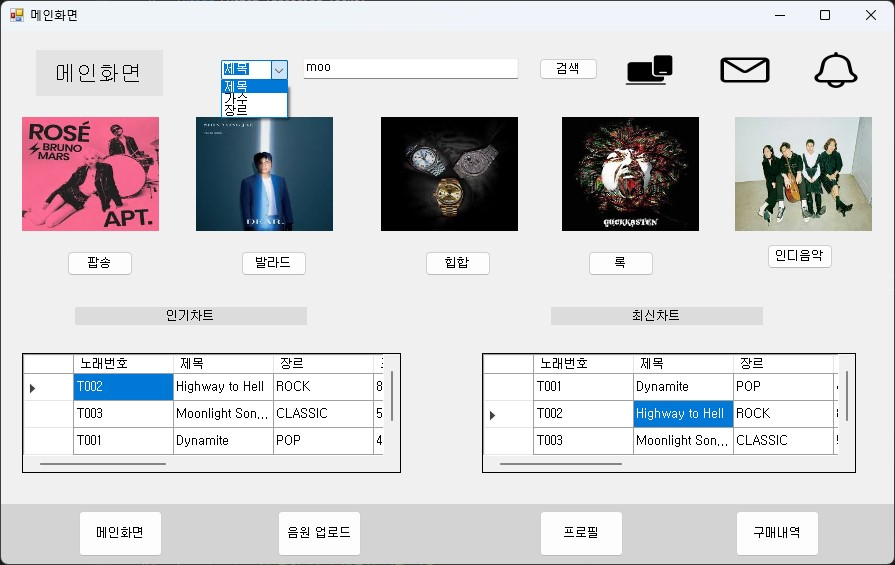 메인화면
메인화면
제목
moo
검색
제목
가수
장르
ROSÉ
BRUNO
MARS
APT.
DEAR.
GUCKKASTEN
팝송
발라드
힙합
록
인디음악
인기차트
최신차트
노래번호 제목 장르
T002 Highway to Hell ROCK 8
T003 Moonlight Son... CLASSIC 5
T001 Dynamite POP 4
노래번호 제목 장르
T001 Dynamite POP
T002 Highway to Hell ROCK
T003 Moonlight Son... CLASSIC
메인화면
음원 업로드
프로필
구매내역